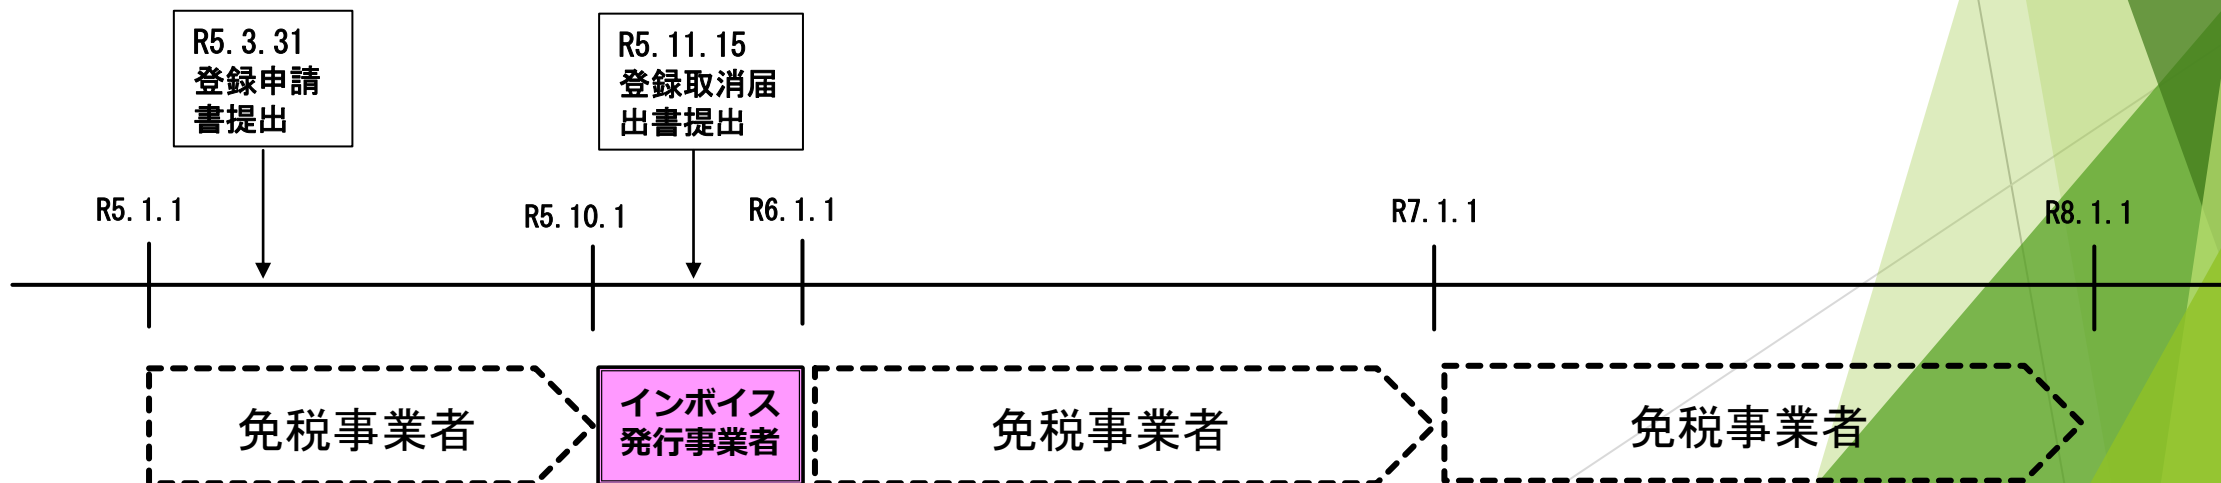 R5.3.31
登録申請
書提出
R5.11.15
登録取消届
出書提出
R5.1.1
R5.10.1
R6.1.1
R7.1.1
R8.1.1
免税事業者
インボイス
発行事業者
免税事業者
免税事業者